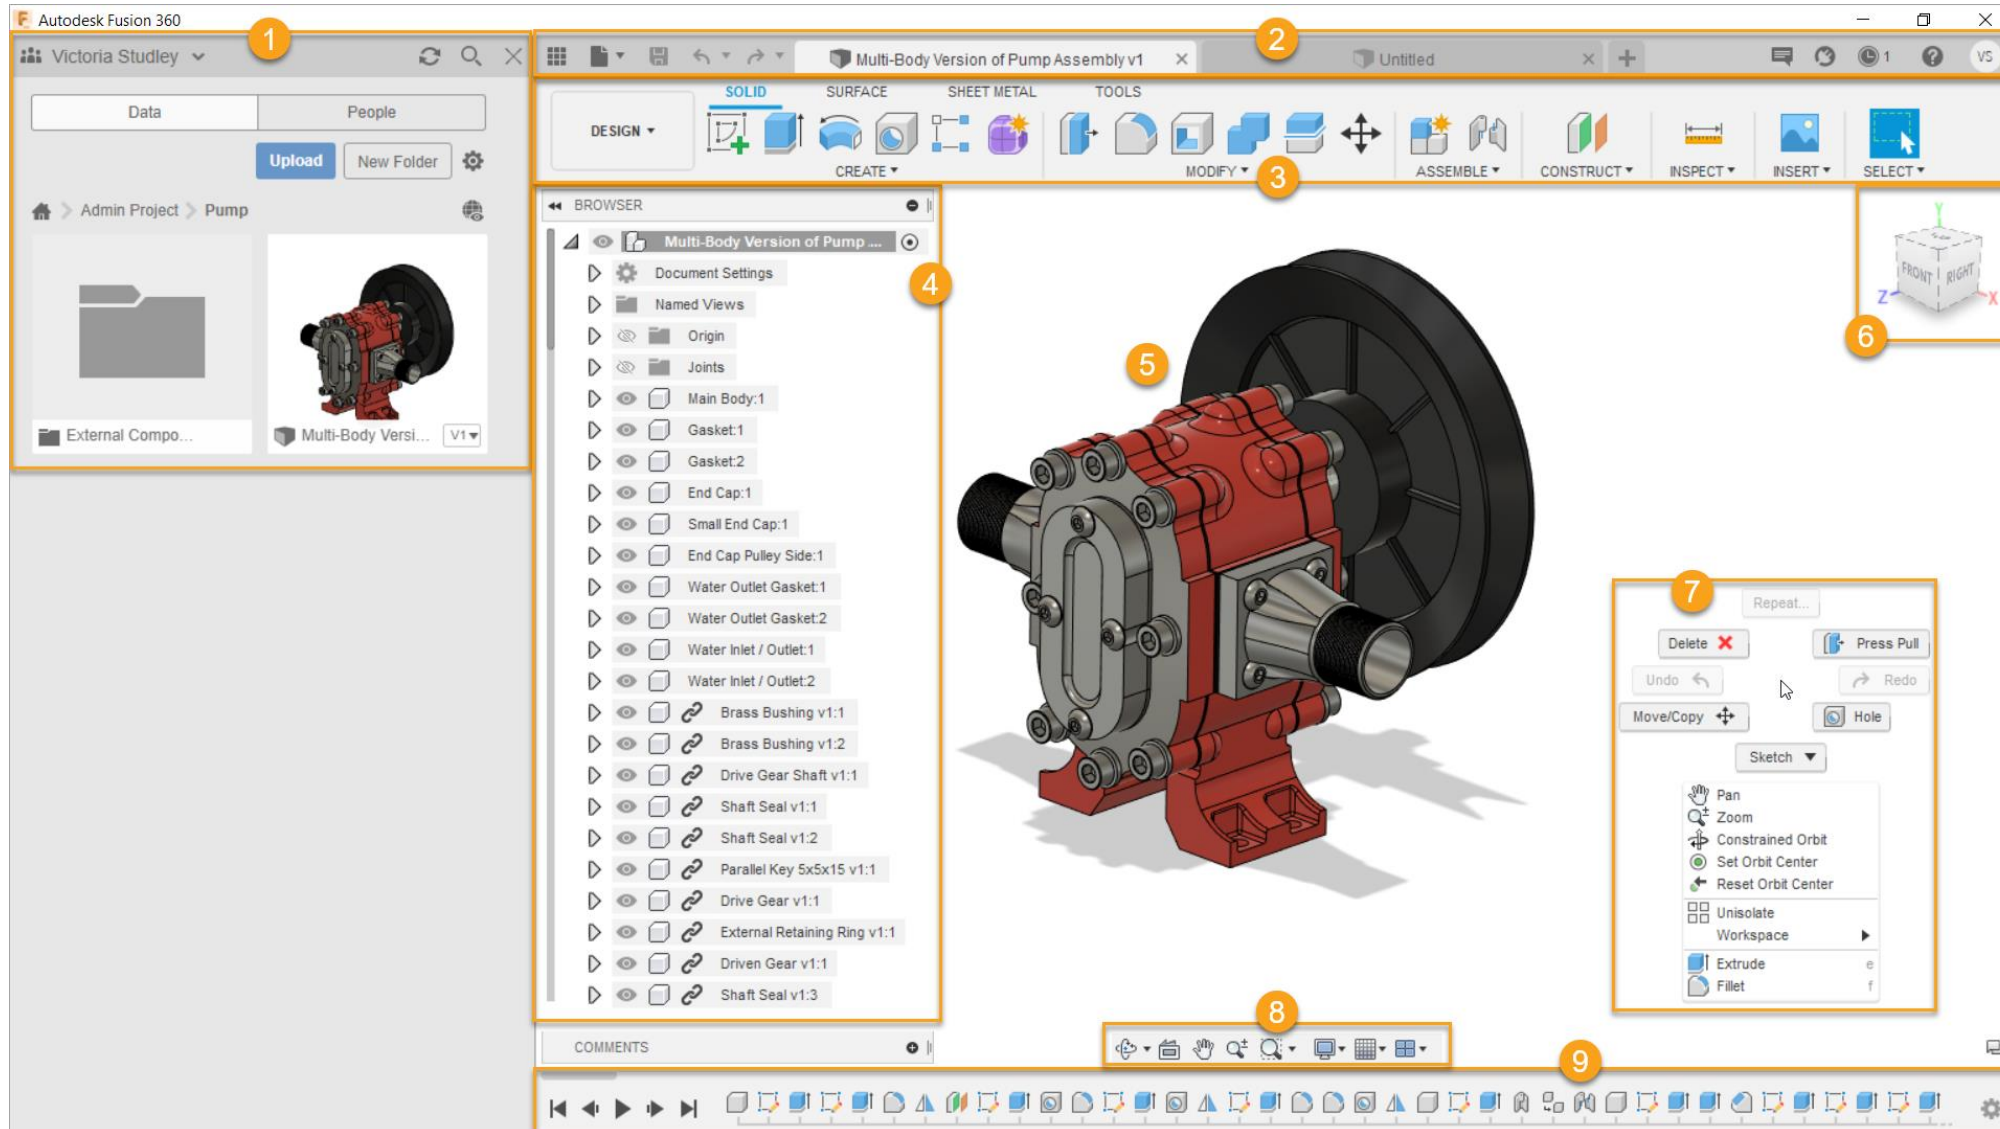 Autodesk Fusion 360
1
Victoria Studley
Data
People
Upload
New Folder
Admin Project
Pump
External Compo...
Multi-Body Versi...
V1
2
Multi-Body Version of Pump Assembly v1
Untitled
1
VS
SOLID
SURFACE
SHEET METAL
TOOLS
DESIGN
CREATE
MODIFY
ASSEMBLE
CONSTRUCT
INSPECT
INSERT
SELECT
3
BROWSER
4
Multi-Body Version of Pump ...
Document Settings
Named Views
Origin
Joints
Main Body:1
Gasket:1
Gasket:2
End Cap:1
Small End Cap:1
End Cap Pulley Side:1
Water Outlet Gasket:1
Water Outlet Gasket:2
Water Inlet / Outlet:1
Water Inlet / Outlet:2
Brass Bushing v1:1
Brass Bushing v1:2
Drive Gear Shaft v1:1
Shaft Seal v1:1
Shaft Seal v1:2
Parallel Key 5x5x15 v1:1
Drive Gear v1:1
External Retaining Ring v1:1
Driven Gear v1:1
Shaft Seal v1:3
COMMENTS
5
Y
FRONT
RIGHT
Z
X
6
7
Repeat...
Delete
Press Pull
Undo
Redo
Move/Copy
Hole
Sketch
Pan
Zoom
Constrained Orbit
Set Orbit Center
Reset Orbit Center
Unisolate
Workspace
Extrude e
Fillet f
8
9